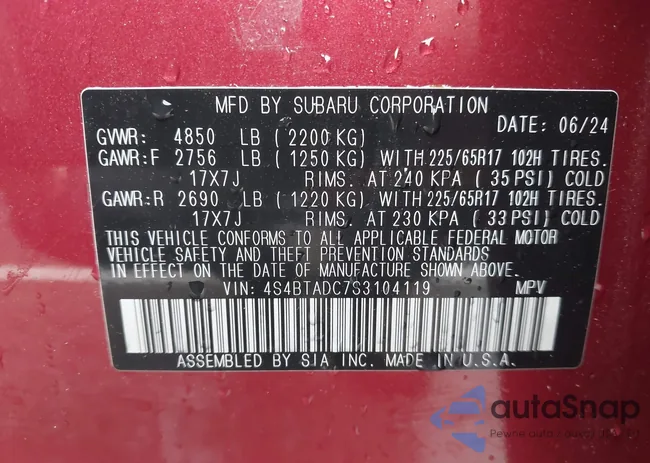 MFD BY SUBARU CORPORATION
DATE: 06/24
GVWR: 4850 LB (2200 KG)
GAWR:F 2756 LB (1250 KG) WITH 225/65R17 102H TIRES.
17X7J RIMS. AT 240 KPA (35 PSI) COLD
GAWR:R 2690 LB (1220 KG) WITH 225/65R17 102H TIRES.
17X7J RIMS. AT 230 KPA (33 PSI) COLD
THIS VEHICLE CONFORMS TO ALL APPLICABLE FEDERAL MOTOR
VEHICLE SAFETY AND THEFT PREVENTION STANDARDS
IN EFFECT ON THE DATE OF MANUFACTURE SHOWN ABOVE.
VIN: 4S4BTADC7S3104119 MPV
ASSEMBLED BY SIA INC. MADE IN U.S.A.
autoSnap
Pewne auta z